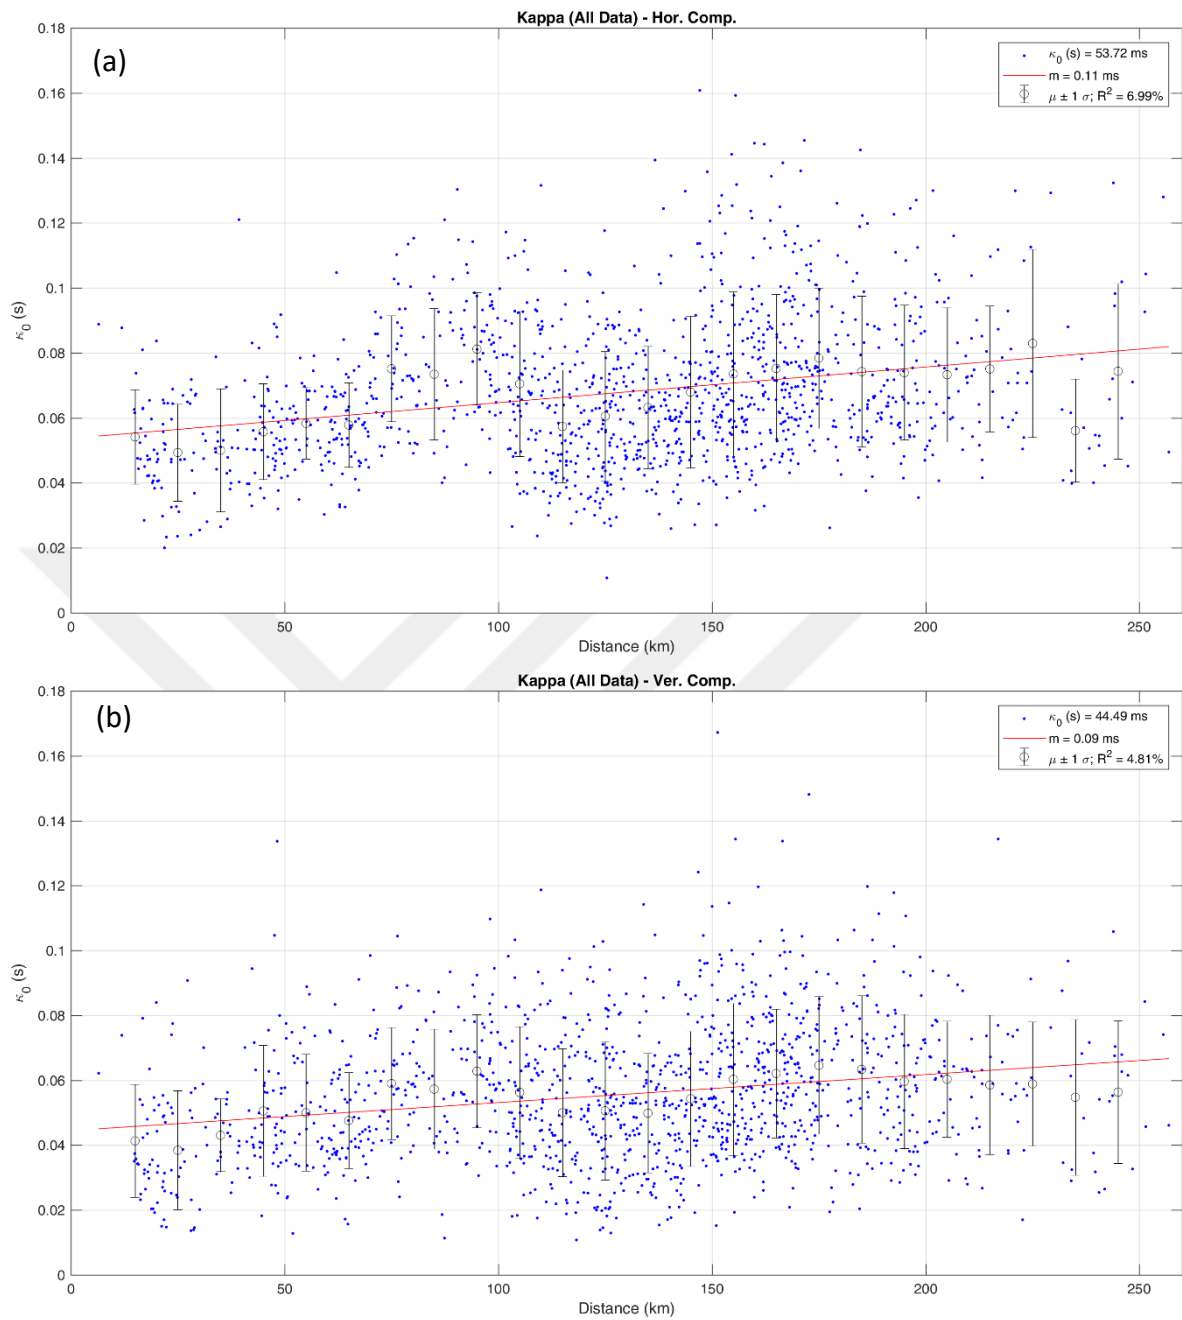 Kappa (All Data) - Hor. Comp.
(a)
κ₀ (s) = 53.72 ms
m = 0.11 ms
μ ± 1 σ; R² = 6.99%
0.18
0.16
0.14
0.12
0.1
0.08
0.06
0.04
0.02
0
κ₀ (s)
0 50 100 150 200 250
Distance (km)
Kappa (All Data) - Ver. Comp.
(b)
κ₀ (s) = 44.49 ms
m = 0.09 ms
μ ± 1 σ; R² = 4.81%
0.18
0.16
0.14
0.12
0.1
0.08
0.06
0.04
0.02
0
κ₀ (s)
0 50 100 150 200 250
Distance (km)